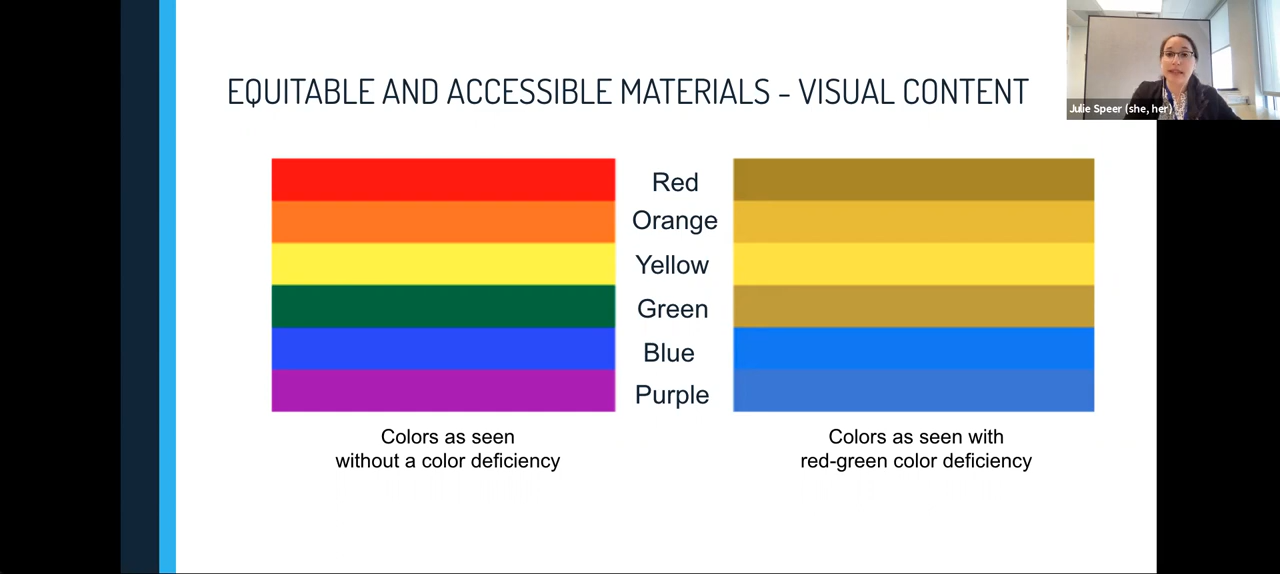 EQUITABLE AND ACCESSIBLE MATERIALS - VISUAL CONTENT
Julie Speer (she, her)
Red
Orange
Yellow
Green
Blue
Purple
Colors as seen
without a color deficiency
Colors as seen with
red-green color deficiency